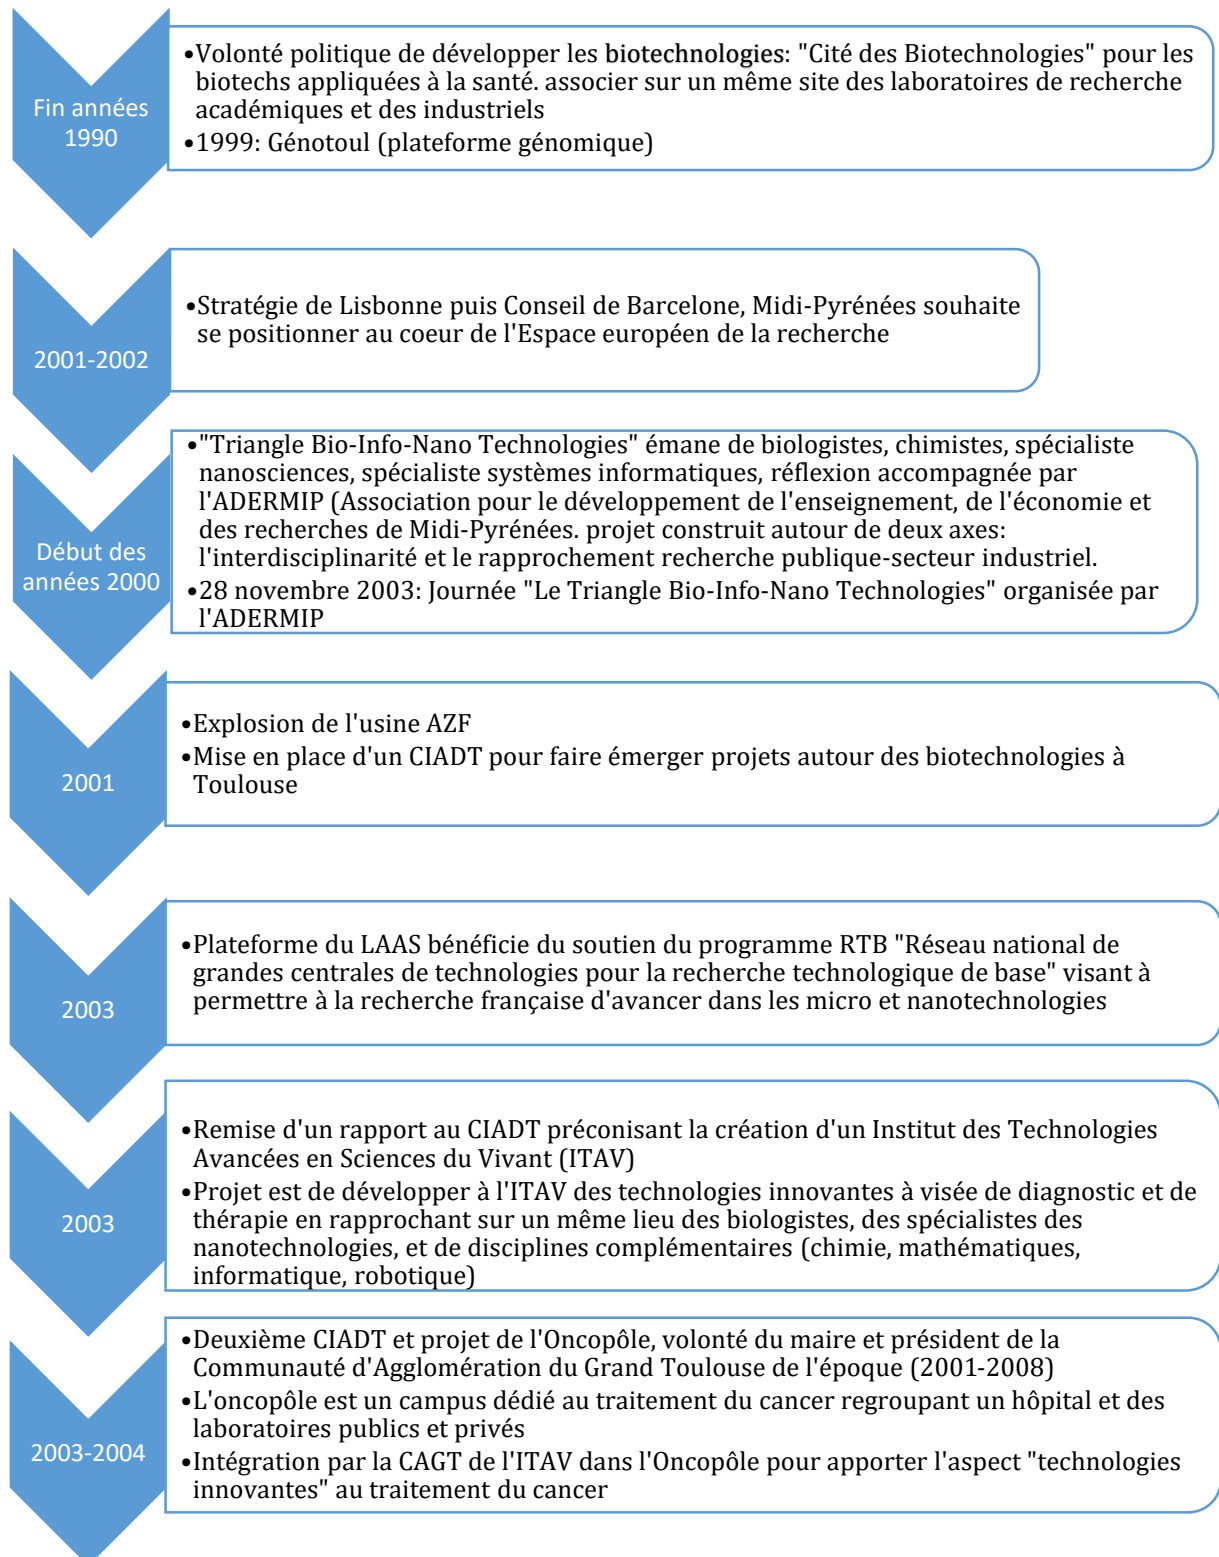 Fin années
1990
•Volonté politique de développer les biotechnologies: "Cité des Biotechnologies" pour les
biotechs appliquées à la santé. associer sur un même site des laboratoires de recherche
académiques et des industriels
•1999: Génotoul (plateforme génomique)
2001-2002
•Stratégie de Lisbonne puis Conseil de Barcelone, Midi-Pyrénées souhaite
se positionner au coeur de l'Espace européen de la recherche
Début des
années 2000
•"Triangle Bio-Info-Nano Technologies" émane de biologistes, chimistes, spécialiste
nanosciences, spécialiste systèmes informatiques, réflexion accompagnée par
l'ADERMIP (Association pour le développement de l'enseignement, de l'économie et
des recherches de Midi-Pyrénées. projet construit autour de deux axes:
l'interdisciplinarité et le rapprochement recherche publique-secteur industriel.
•28 novembre 2003: Journée "Le Triangle Bio-Info-Nano Technologies" organisée par
l'ADERMIP
2001
•Explosion de l'usine AZF
•Mise en place d'un CIADT pour faire émerger projets autour des biotechnologies à
Toulouse
2003
•Plateforme du LAAS bénéficie du soutien du programme RTB "Réseau national de
grandes centrales de technologies pour la recherche technologique de base" visant à
permettre à la recherche française d'avancer dans les micro et nanotechnologies
2003
•Remise d'un rapport au CIADT préconisant la création d'un Institut des Technologies
Avancées en Sciences du Vivant (ITAV)
•Projet est de développer à l'ITAV des technologies innovantes à visée de diagnostic et de
thérapie en rapprochant sur un même lieu des biologistes, des spécialistes des
nanotechnologies, et de disciplines complémentaires (chimie, mathématiques,
informatique, robotique)
2003-2004
•Deuxième CIADT et projet de l'Oncopôle, volonté du maire et président de la
Communauté d'Agglomération du Grand Toulouse de l'époque (2001-2008)
•L'oncopôle est un campus dédié au traitement du cancer regroupant un hôpital et des
laboratoires publics et privés
•Intégration par la CAGT de l'ITAV dans l'Oncopôle pour apporter l'aspect "technologies
innovantes" au traitement du cancer